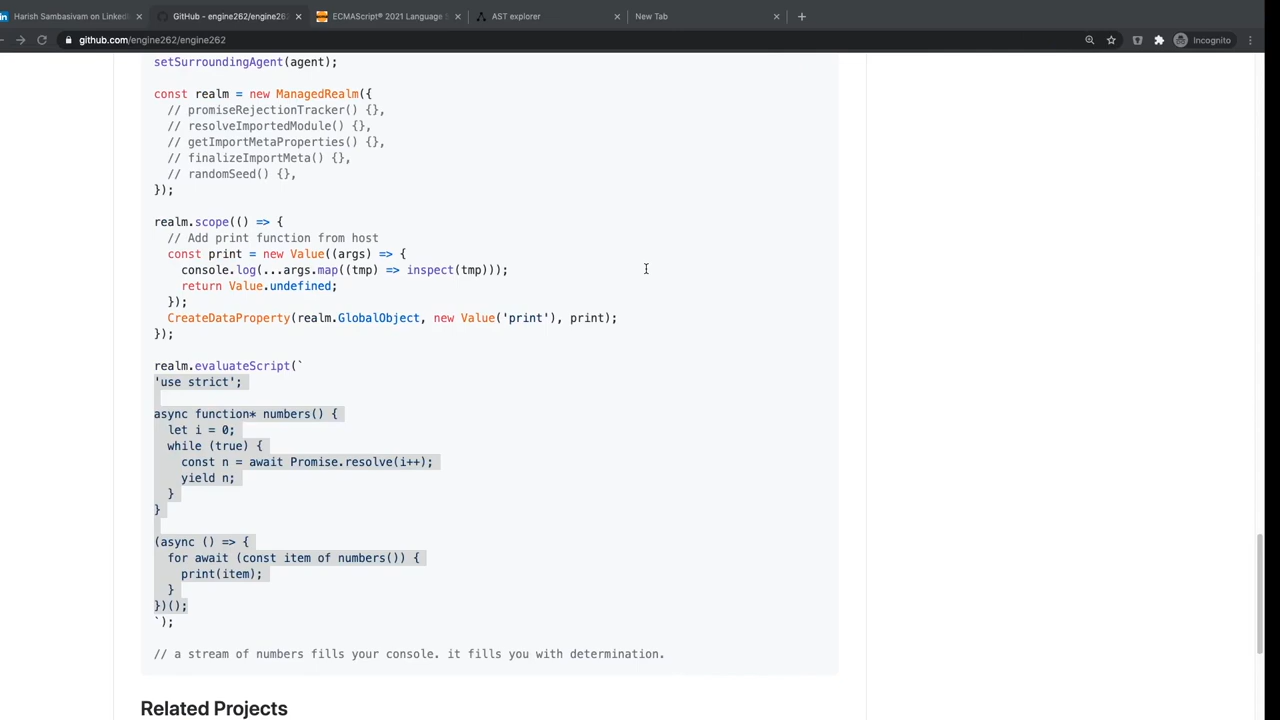 Harish Sambasivam on LinkedI
GitHub - engine262/engine262
ECMAScript® 2021 Language S
AST explorer
New Tab
github.com/engine262/engine262
Incognito
setSurroundingAgent(agent);
const realm = new ManagedRealm({
// promiseRejectionTracker() {},
// resolveImportedModule() {},
// getImportMetaProperties() {},
// finalizeImportMeta() {},
// randomSeed() {},
});
realm.scope(() => {
// Add print function from host
const print = new Value((args) => {
console.log(...args.map((tmp) => inspect(tmp)));
return Value.undefined;
});
CreateDataProperty(realm.GlobalObject, new Value('print'), print);
});
realm.evaluateScript(`
'use strict';
async function* numbers() {
let i = 0;
while (true) {
const n = await Promise.resolve(i++);
yield n;
}
}
(async () => {
for await (const item of numbers()) {
print(item);
}
})();
`);
// a stream of numbers fills your console. it fills you with determination.
Related Projects